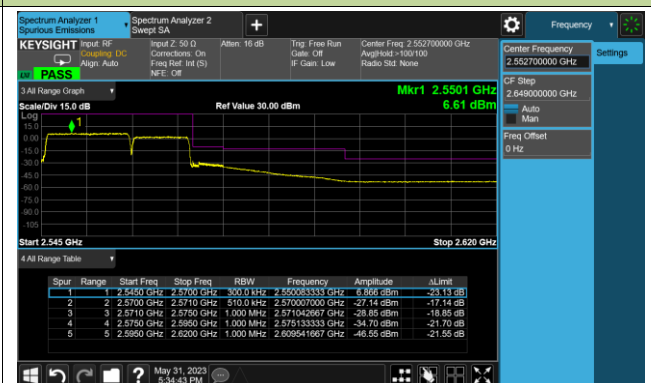 Spectrum Analyzer 1
Spurious Emissions
Spectrum Analyzer 2
Swept SA
+
Frequency
KEYSIGHT
Input: RF
Coupling: DC
Align: Auto
Input Z: 50 Ω
Corrections: On
Freq Ref: Int (S)
NFE: Off
Atten: 16 dB
Trig: Free Run
Gate: Off
IF Gain: Low
Center Freq: 2.552700000 GHz
Avg|Hold:>100/100
Radio Std: None
PASS
Center Frequency
2.552700000 GHz
Settings
CF Step
2.649000000 GHz
Auto
Man
Freq Offset
0 Hz
3 All Range Graph
Mkr1 2.5501 GHz
6.61 dBm
Scale/Div 15.0 dB
Ref Value 30.00 dBm
Log
15.0
0.00
-15.0
-30.0
-45.0
-60.0
-75.0
-90.0
-105
1
Start 2.545 GHz
Stop 2.620 GHz
4 All Range Table
Spur Range Start Freq Stop Freq RBW Frequency Amplitude ΔLimit
1 1 2.5450 GHz 2.5700 GHz 300.0 kHz 2.550083333 GHz 6.866 dBm -23.13 dB
2 2 2.5700 GHz 2.5710 GHz 510.0 kHz 2.570007000 GHz -27.14 dBm -17.14 dB
3 3 2.5710 GHz 2.5750 GHz 1.000 MHz 2.571042667 GHz -28.85 dBm -18.85 dB
4 4 2.5750 GHz 2.5950 GHz 1.000 MHz 2.575133333 GHz -34.70 dBm -21.70 dB
5 5 2.5950 GHz 2.6200 GHz 1.000 MHz 2.609541667 GHz -46.55 dBm -21.55 dB
?
May 31, 2023
5:34:43 PM